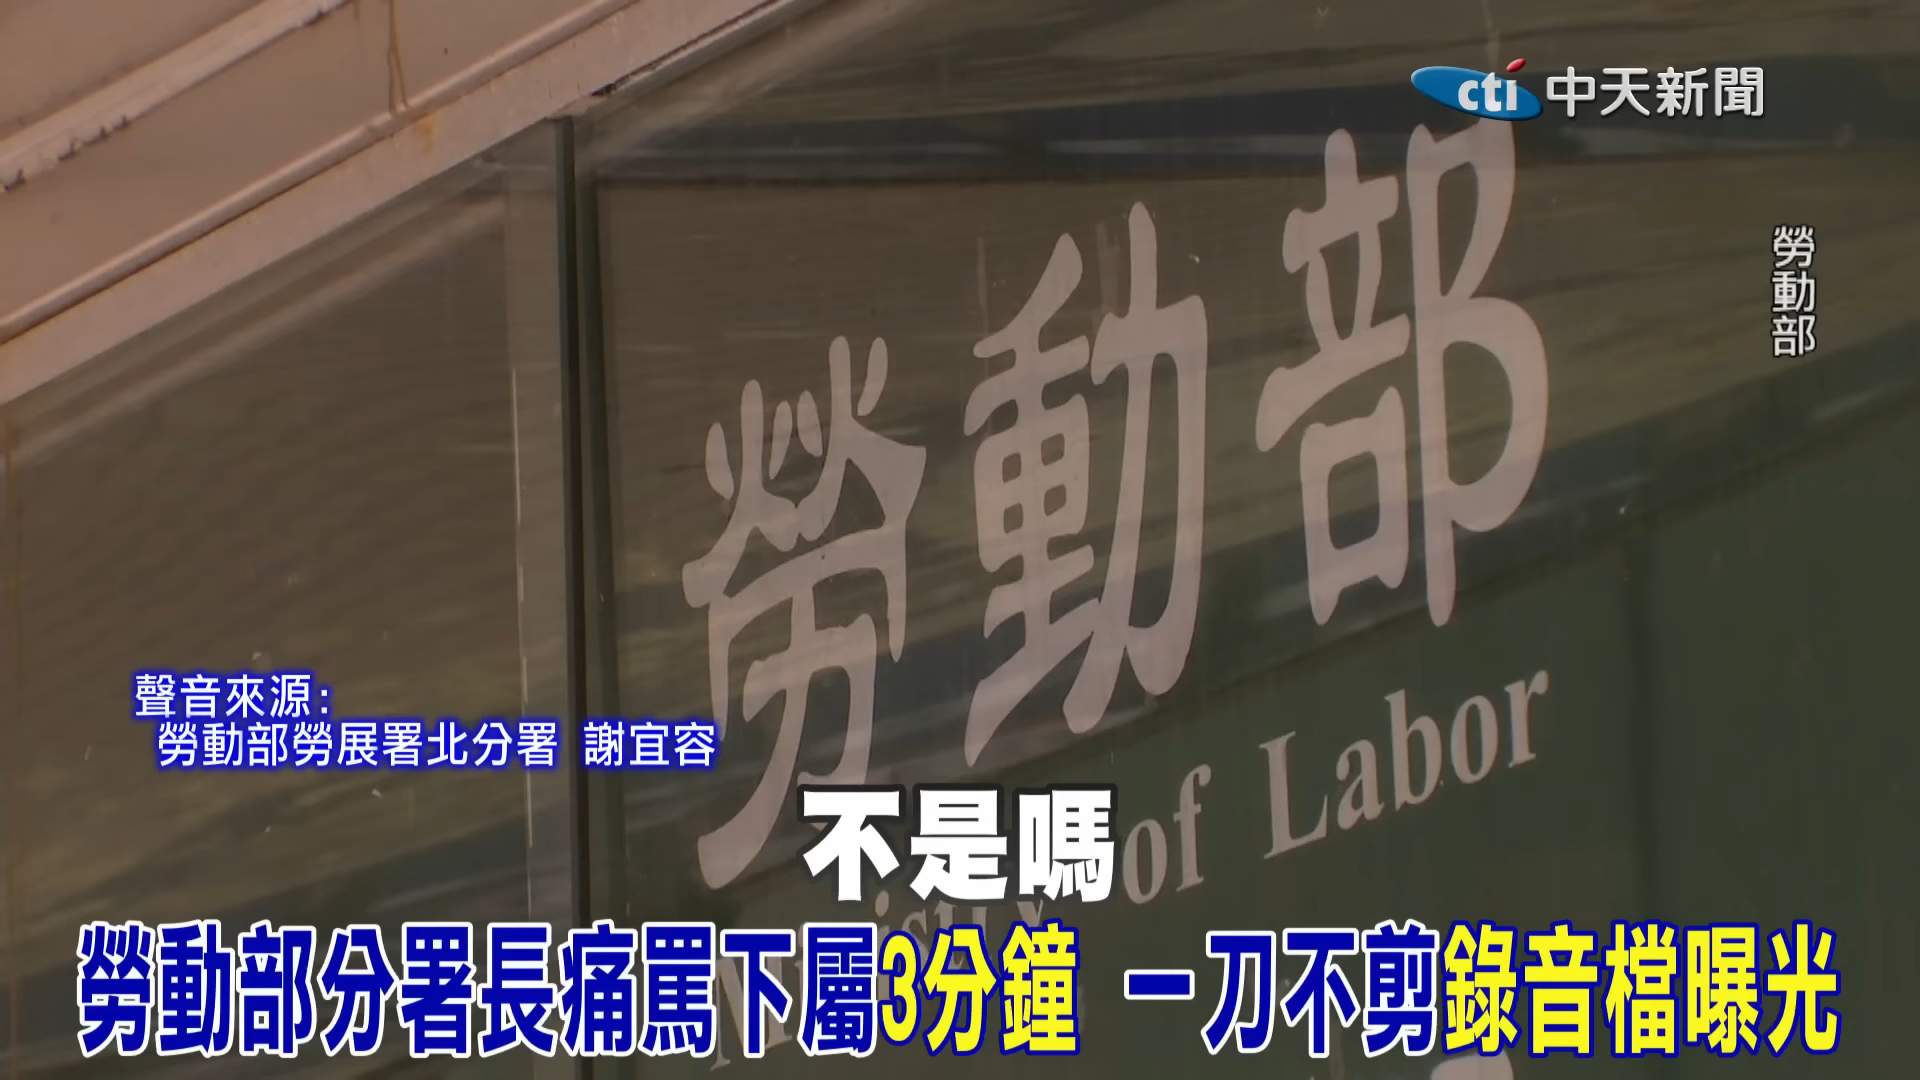 cti 中天新聞
勞動部
勞動部
Ministry of Labor
聲音來源:
勞動部勞展署北分署 謝宜容
不是嗎
勞動部分署長痛罵下屬3分鐘 一刀不剪錄音檔曝光